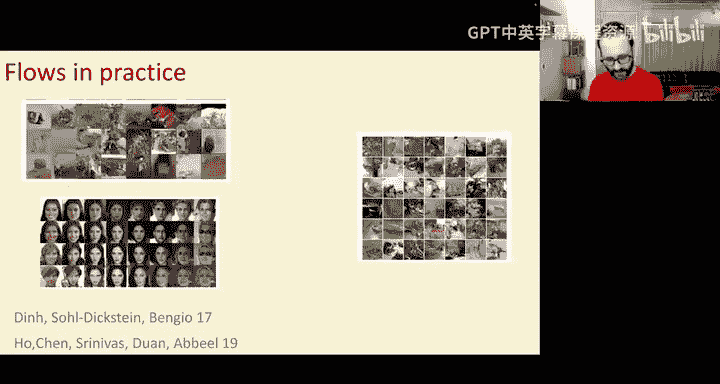 GPT中英字幕课程资源 bilibili
Flows in practice
Dinh, Sohl-Dickstein, Bengio 17
Ho,Chen, Srinivas, Duan, Abbeel 19